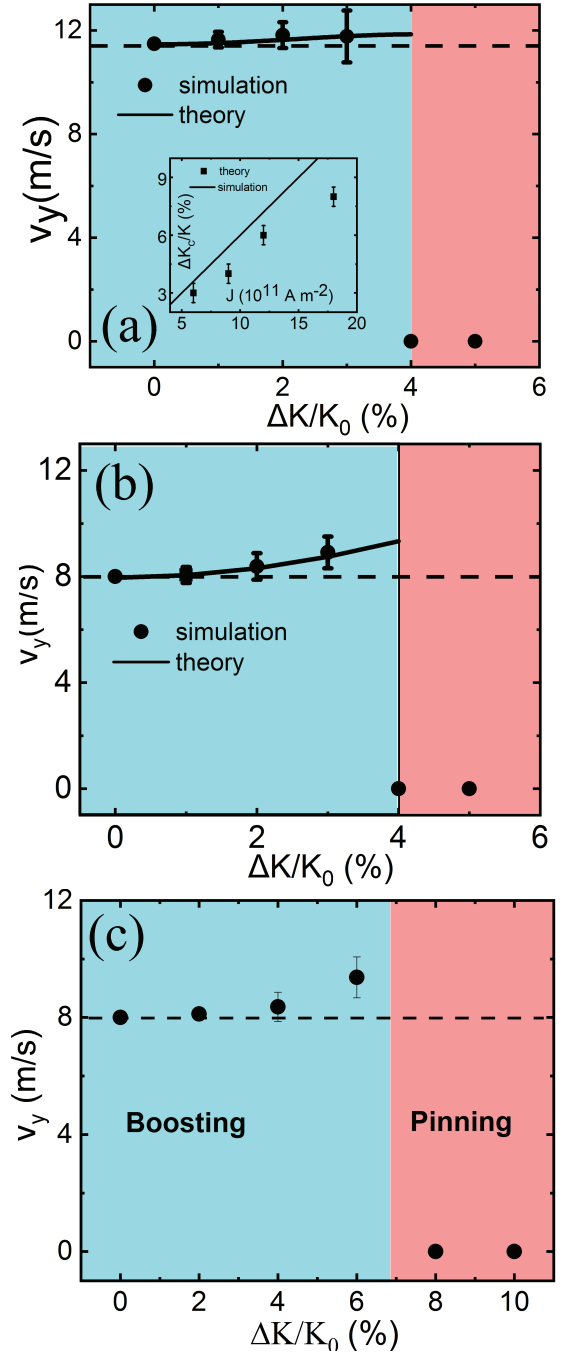 12
8
4
0
v_y(m/s)
simulation
theory
9
6
3
ΔK_c/K (%)
theory
simulation
J (10^11 A m^-2)
5 10 15 20
(a)
0 2 4 6
ΔK/K_0 (%)
(b)
12
8
4
0
v_y(m/s)
simulation
theory
0 2 4 6
ΔK/K_0 (%)
(c)
12
8
4
0
v_y (m/s)
Boosting Pinning
0 2 4 6 8 10
ΔK/K_0 (%)